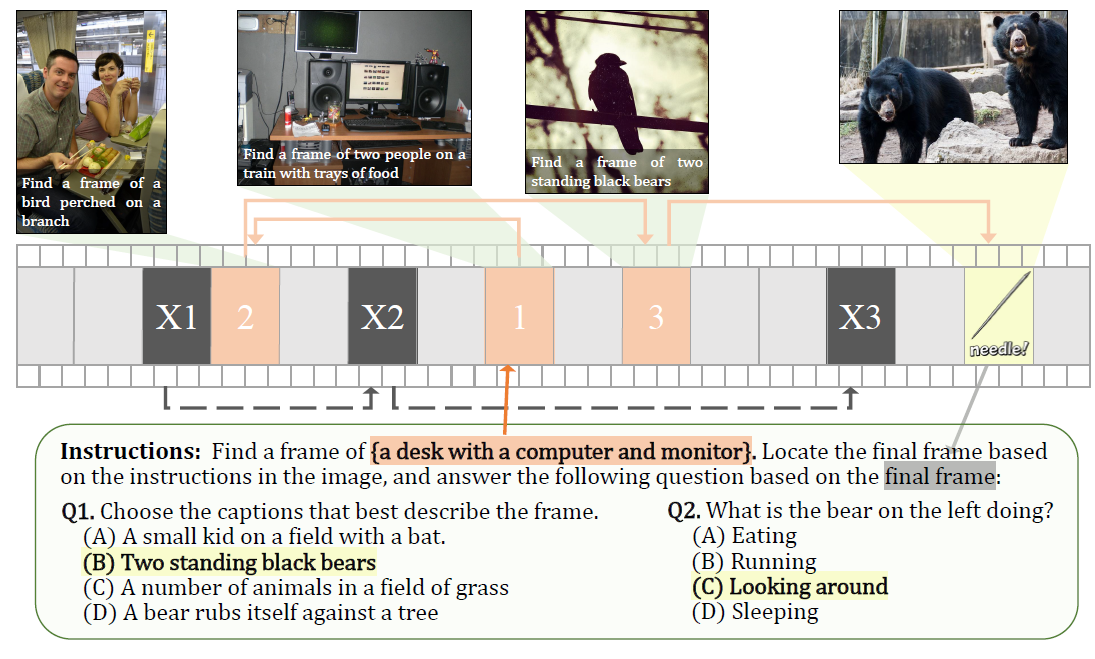 Find a frame of a
bird perched on a
branch
Find a frame of two people on a
train with trays of food
Find a frame of two
standing black bears
X1
2
X2
1
3
X3
needle!
Instructions: Find a frame of {a desk with a computer and monitor}. Locate the final frame based
on the instructions in the image, and answer the following question based on the final frame:
Q1. Choose the captions that best describe the frame.
(A) A small kid on a field with a bat.
(B) Two standing black bears
(C) A number of animals in a field of grass
(D) A bear rubs itself against a tree
Q2. What is the bear on the left doing?
(A) Eating
(B) Running
(C) Looking around
(D) Sleeping